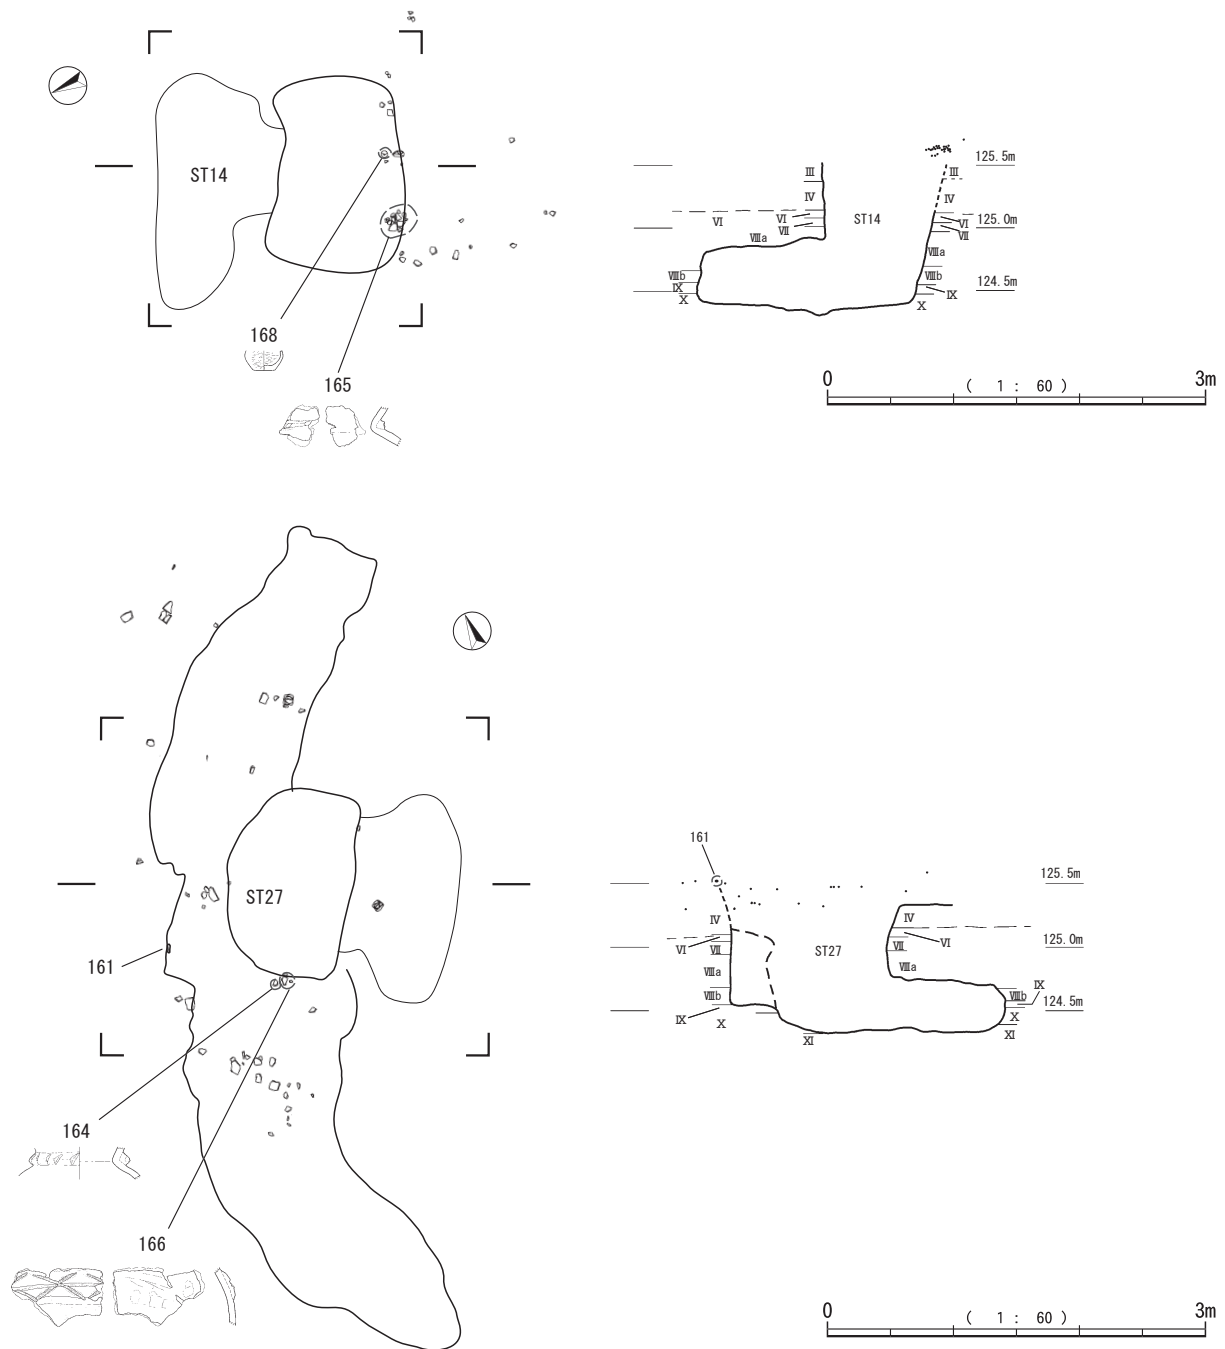 ST14
168
165
Ⅲ
Ⅳ
Ⅵ
Ⅵ
Ⅶ
Ⅷa
Ⅷb
Ⅸ
Ⅹ
ST14
Ⅲ
Ⅳ
Ⅵ
Ⅶ
Ⅷa
Ⅷb
Ⅸ
Ⅹ
125.5m
125.0m
124.5m
0 ( 1 : 60 ) 3m
ST27
161
164
166
161
Ⅳ
Ⅵ
Ⅶ
Ⅷa
Ⅷb
Ⅸ
Ⅹ
Ⅺ
ST27
Ⅳ
Ⅵ
Ⅶ
Ⅷa
Ⅸ
Ⅷb
Ⅹ
Ⅺ
125.5m
125.0m
124.5m
0 ( 1 : 60 ) 3m